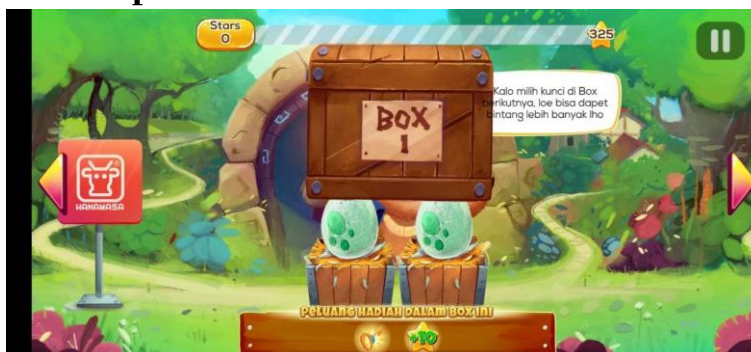 Stars
0
325
Kalo milih kunci di Box
berikutnya, loe bisa dapet
bintang lebih banyak lho
BOX
1
HANAMASA
PELUANG HADIAH DALAM BOX INI
+10